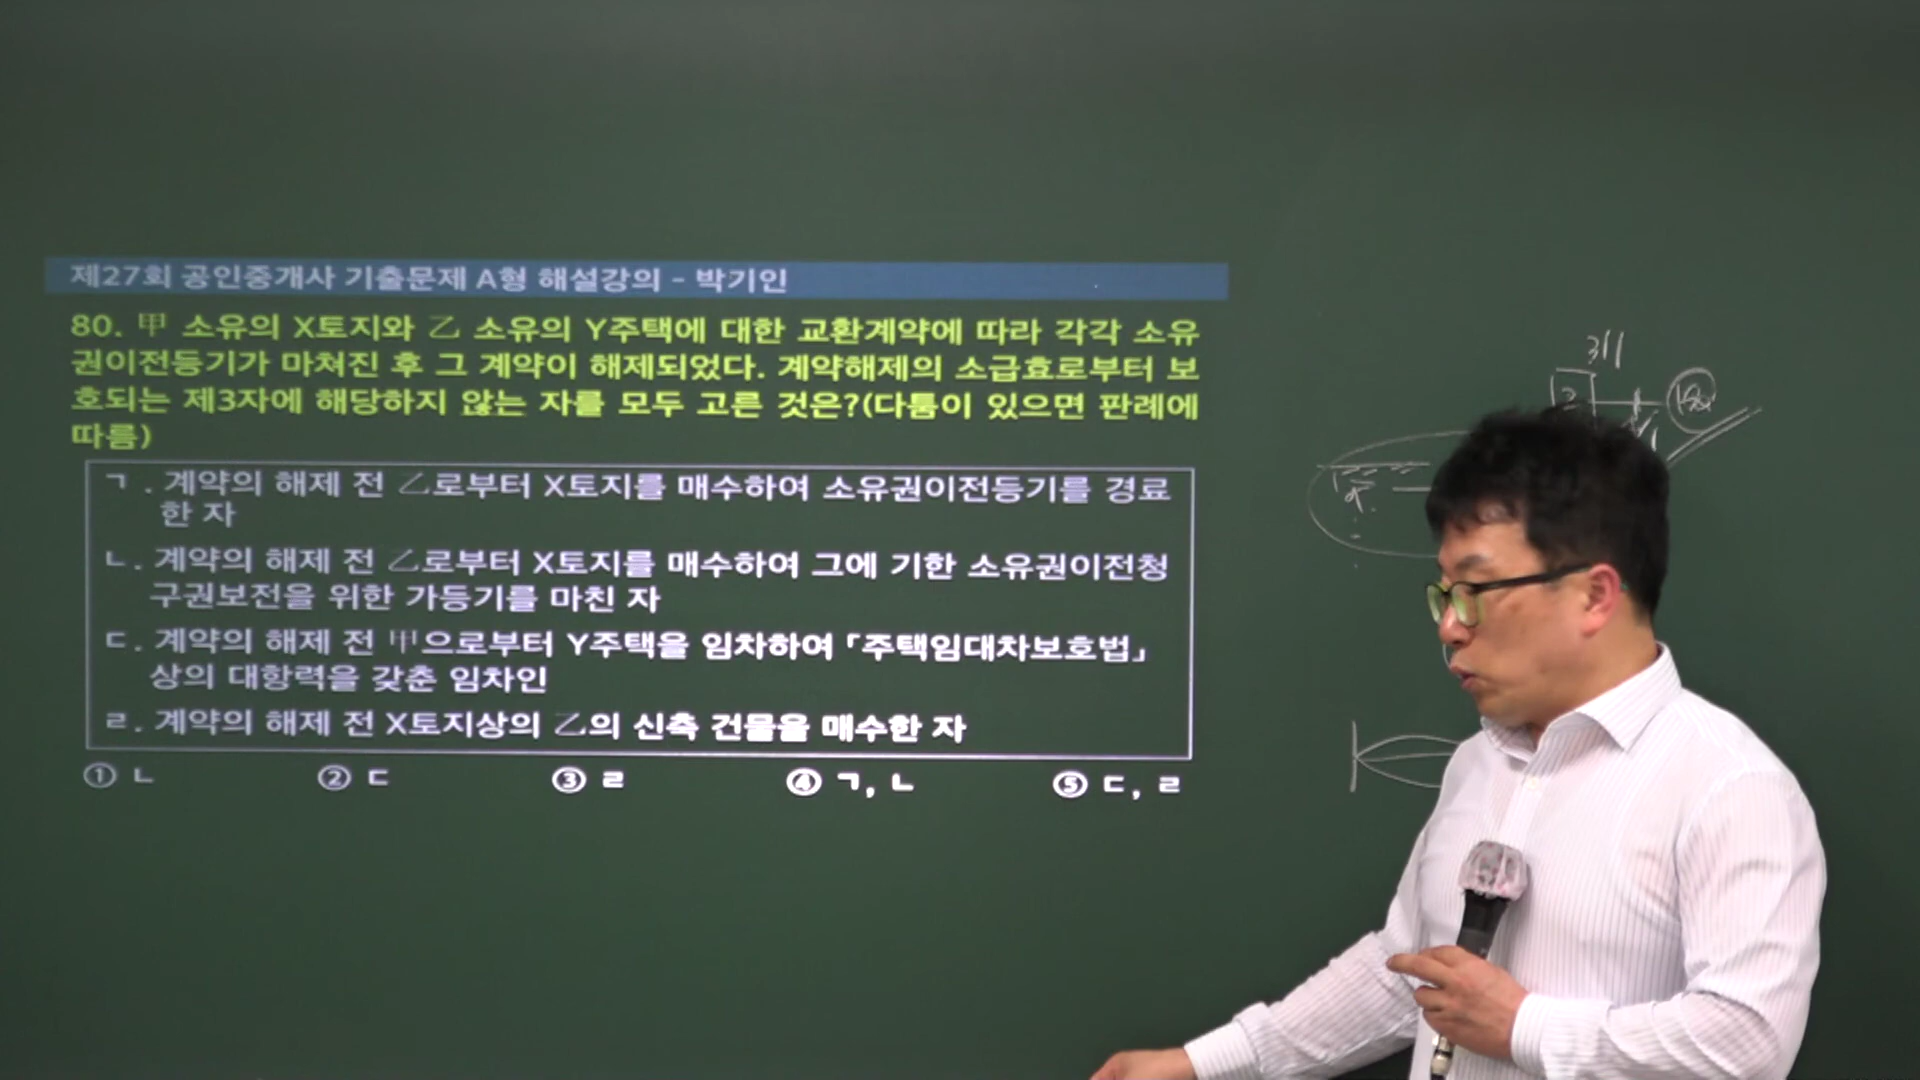 제27회 공인중개사 기출문제 A형 해설강의 - 박기인
80. 甲 소유의 X토지와 乙 소유의 Y주택에 대한 교환계약에 따라 각각 소유
권이전등기가 마쳐진 후 그 계약이 해제되었다. 계약해제의 소급효로부터 보
호되는 제3자에 해당하지 않는 자를 모두 고른 것은?(다툼이 있으면 판례에
따름)
ㄱ. 계약의 해제 전 乙로부터 X토지를 매수하여 소유권이전등기를 경료
한 자
ㄴ. 계약의 해제 전 乙로부터 X토지를 매수하여 그에 기한 소유권이전청
구권보전을 위한 가등기를 마친 자
ㄷ. 계약의 해제 전 甲으로부터 Y주택을 임차하여 「주택임대차보호법」
상의 대항력을 갖춘 임차인
ㄹ. 계약의 해제 전 X토지상의 乙의 신축 건물을 매수한 자
① ㄴ ② ㄷ ③ ㄹ ④ ㄱ, ㄴ ⑤ ㄷ, ㄹ